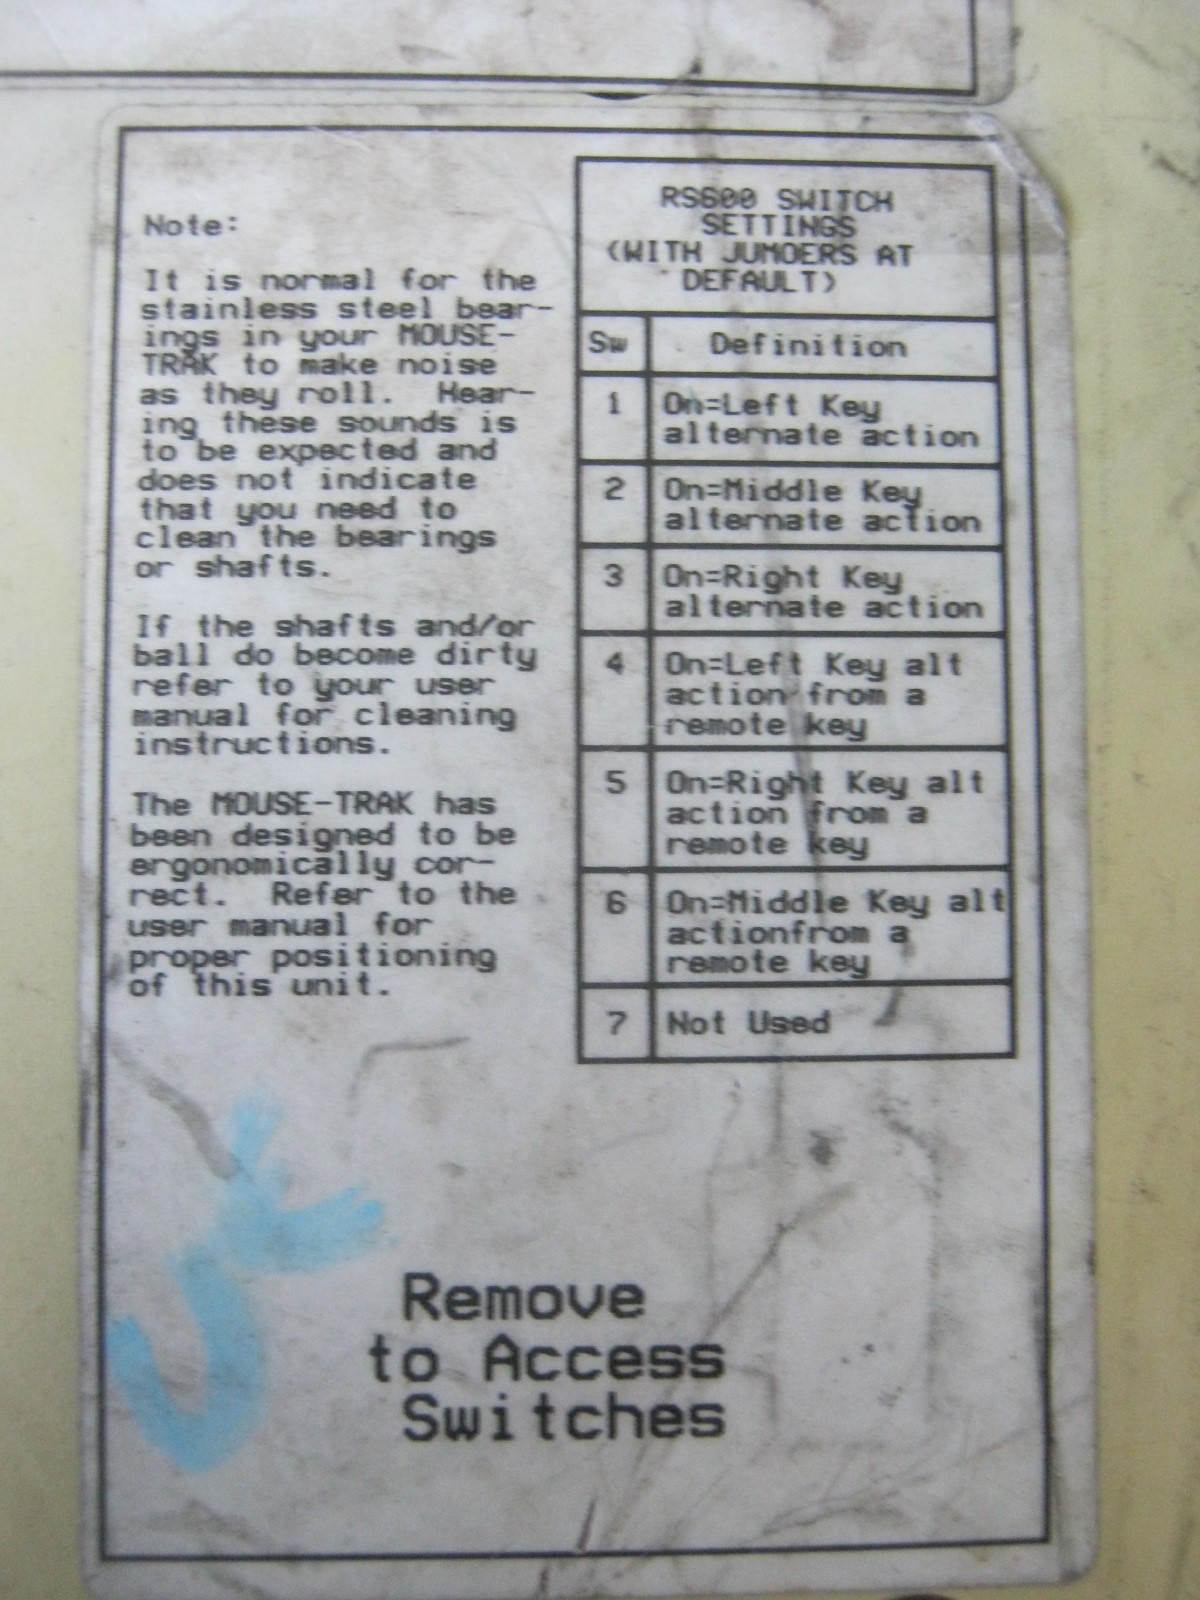 Note:
It is normal for the
stainless steel bear-
ings in your MOUSE-
TRAK to make noise
as they roll. Hear-
ing these sounds is
to be expected and
does not indicate
that you need to
clean the bearings
or shafts.
If the shafts and/or
ball do become dirty
refer to your user
manual for cleaning
instructions.
The MOUSE-TRAK has
been designed to be
ergonomically cor-
rect. Refer to the
user manual for
proper positioning
of this unit.
RS600 SWITCH
SETTINGS
(WITH JUMOERS AT
DEFAULT)
Sw Definition
1 On=Left Key
alternate action
2 On=Middle Key
alternate action
3 On=Right Key
alternate action
4 On=Left Key alt
action from a
remote key
5 On=Right Key alt
action from a
remote key
6 On=Middle Key alt
actionfrom a
remote key
7 Not Used
Remove
to Access
Switches